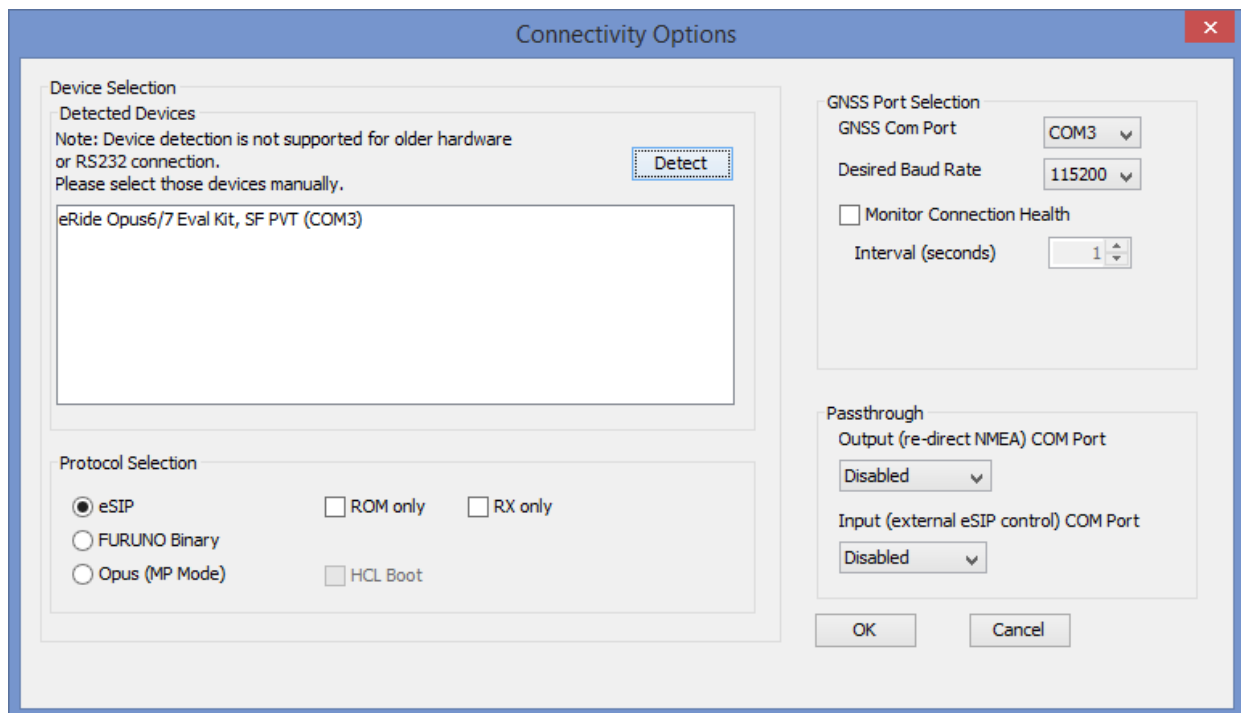 Connectivity Options
Device Selection
Detected Devices
Note: Device detection is not supported for older hardware
or RS232 connection.
Please select those devices manually.
Detect
eRide Opus6/7 Eval Kit, SF PVT (COM3)
Protocol Selection
eSIP
ROM only
RX only
FURUNO Binary
Opus (MP Mode)
HCL Boot
GNSS Port Selection
GNSS Com Port
COM3
Desired Baud Rate
115200
Monitor Connection Health
Interval (seconds)
1
Passthrough
Output (re-direct NMEA) COM Port
Disabled
Input (external eSIP control) COM Port
Disabled
OK
Cancel